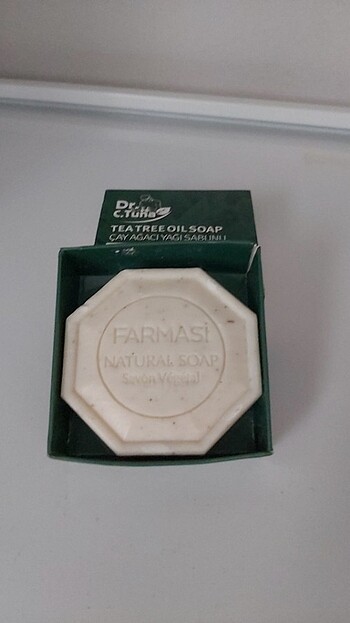 Dr.
C.Tuna
TEA TREE OIL SOAP
ÇAY AĞACI YAĞI SABUNU
FARMASi
NATURAL SOAP
Savon Végétal